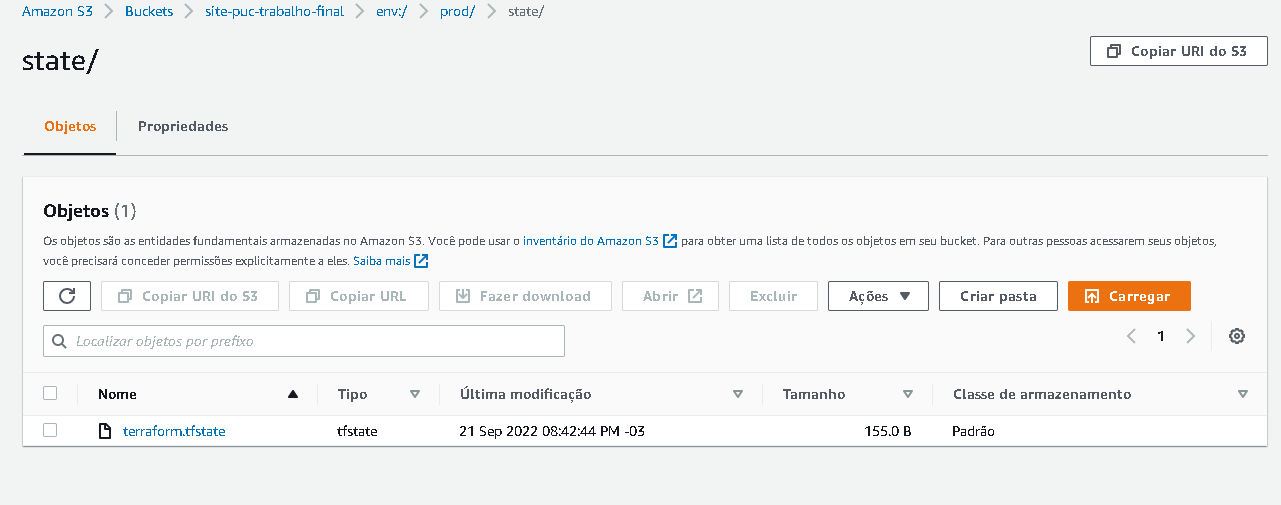 Amazon S3 > Buckets > site-puc-trabalho-final > env:/ > prod/ > state/
state/
Copiar URI do S3
Objetos Propriedades
Objetos (1)
Os objetos são as entidades fundamentais armazenadas no Amazon S3. Você pode usar o inventário do Amazon S3 para obter uma lista de todos os objetos em seu bucket. Para outras pessoas acessarem seus objetos,
você precisará conceder permissões explicitamente a eles. Saiba mais
Copiar URI do S3 Copiar URL Fazer download Abrir Excluir Ações Criar pasta Carregar
Localizar objetos por prefixo
< 1 >
Nome Tipo Última modificação Tamanho Classe de armazenamento
terraform.tfstate tfstate 21 Sep 2022 08:42:44 PM -03 155.0 B Padrão